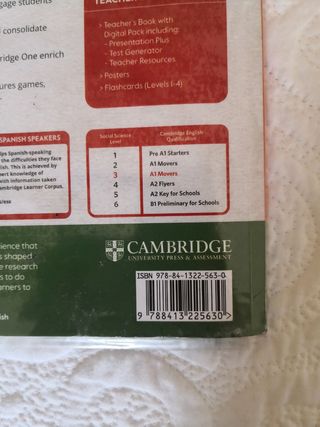 gage students
consolidate
ridge One enrich
ures games,
TEACHER
> Teacher's Book with
Digital Pack including:
- Presentation Plus
- Test Generator
- Teacher Resources
> Posters
> Flashcards (Levels 1-4)
SPANISH SPEAKERS
lps Spanish-speaking
the difficulties they face
sh. This is achieved by
pert knowledge of
ish information taken
ambridge Learner Corpus.
Social Science Level
Cambridge English Qualification
1 Pre A1 Starters
2 A1 Movers
3 A1 Movers
4 A2 Flyers
5 A2 Key for Schools
6 B1 Preliminary for Schools
ience that
s shaped
e research
s to do
arners to
ish
CAMBRIDGE
UNIVERSITY PRESS & ASSESSMENT
ISBN 978-84-1322-563-0
9 788413 225630 >